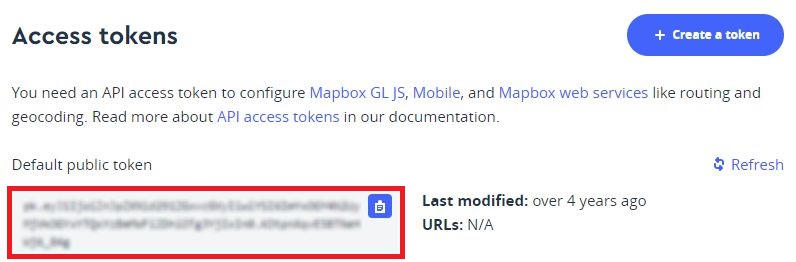 Access tokens
+ Create a token
You need an API access token to configure Mapbox GL JS, Mobile, and Mapbox web services like routing and
geocoding. Read more about API access tokens in our documentation.
Default public token
Refresh
Last modified: over 4 years ago
URLs: N/A